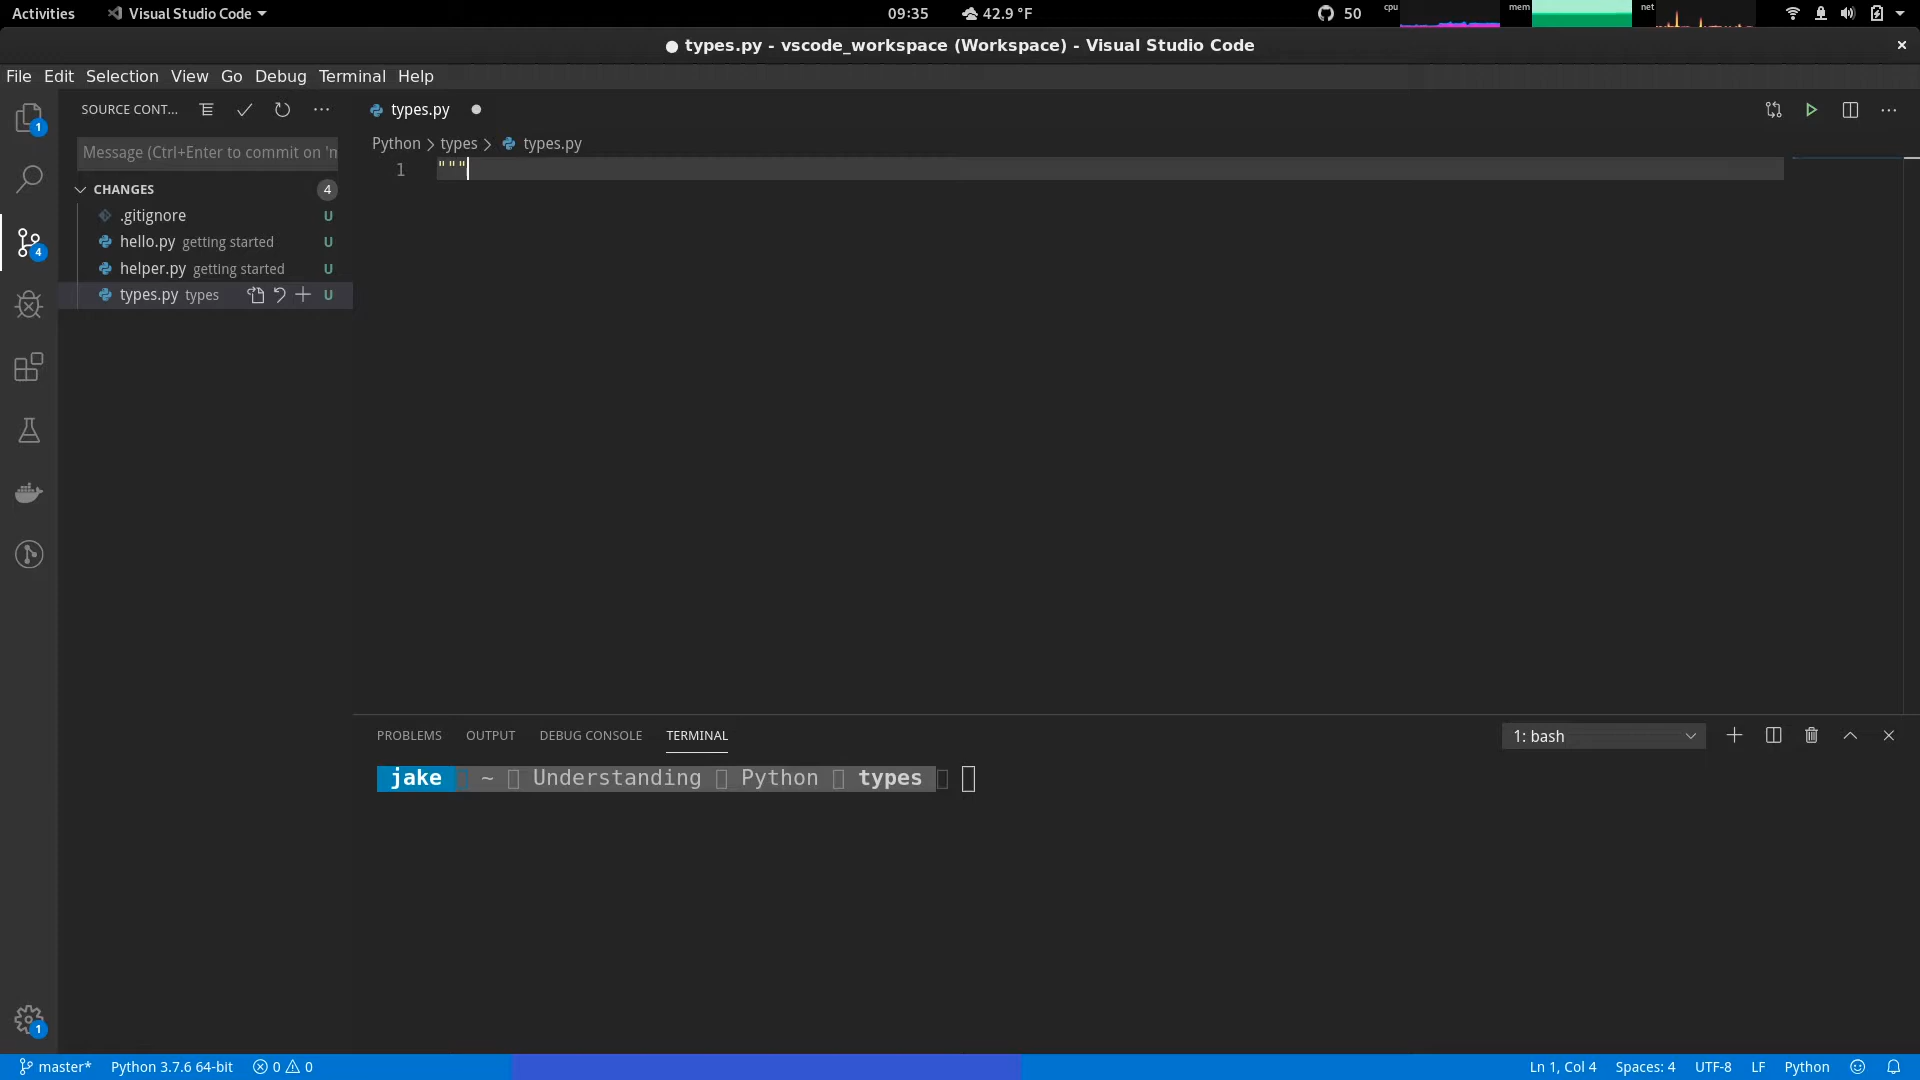 Activities Visual Studio Code 09:35 42.9 °F 50 cpu mem net
● types.py - vscode_workspace (Workspace) - Visual Studio Code
File Edit Selection View Go Debug Terminal Help
SOURCE CONT...
types.py
1
Message (Ctrl+Enter to commit on 'm
Python > types > types.py
1 """
CHANGES 4
.gitignore U
hello.py getting started U
4
helper.py getting started U
types.py types U
PROBLEMS OUTPUT DEBUG CONSOLE TERMINAL 1: bash
jake ~ Understanding Python types
1
master* Python 3.7.6 64-bit 0 0 Ln 1, Col 4 Spaces: 4 UTF-8 LF Python